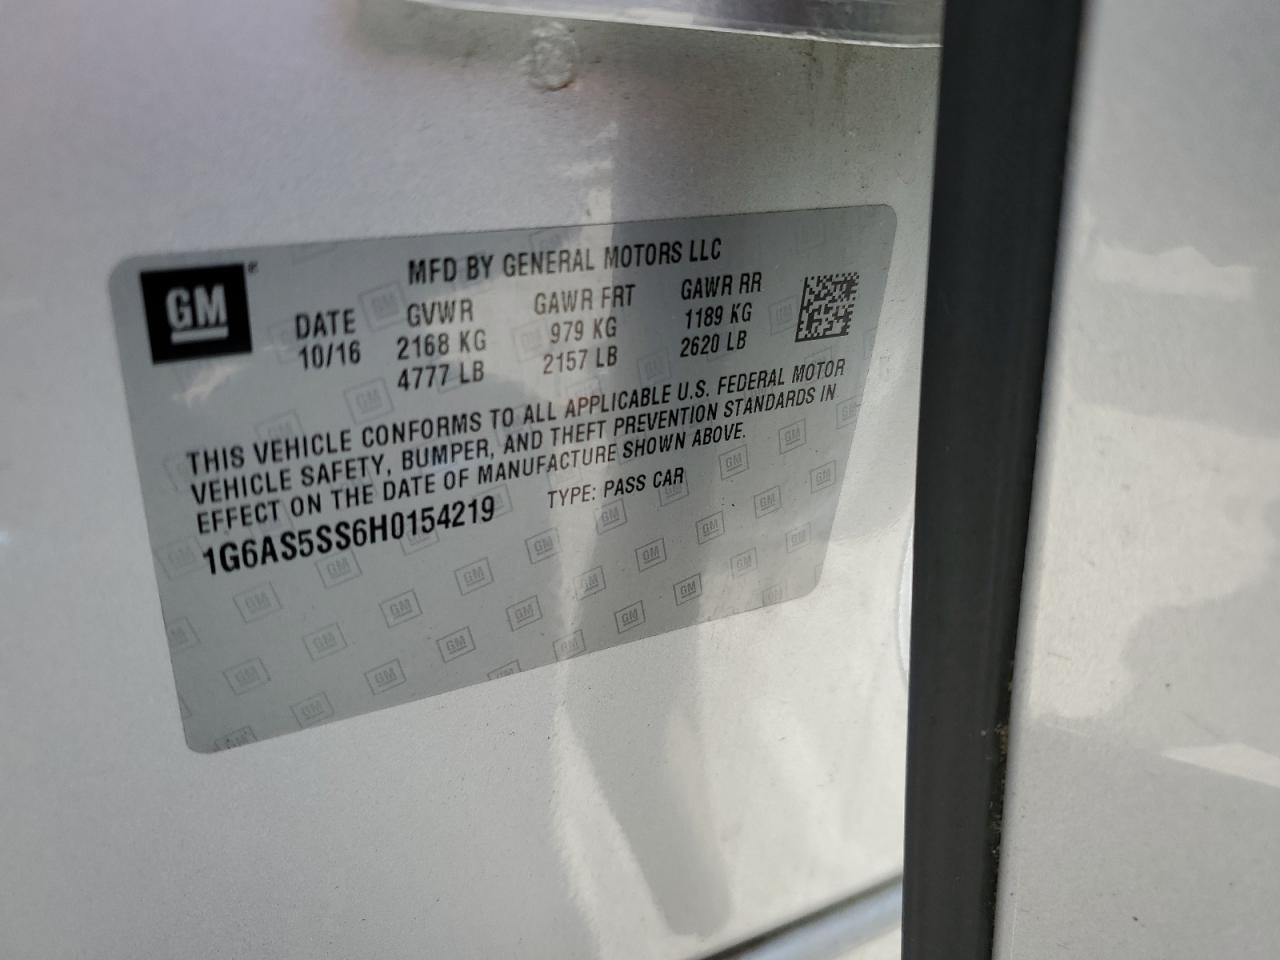 GM®
MFD BY GENERAL MOTORS LLC
DATE GVWR GAWR FRT GAWR RR
10/16 2168 KG 979 KG 1189 KG
4777 LB 2157 LB 2620 LB
THIS VEHICLE CONFORMS TO ALL APPLICABLE U.S. FEDERAL MOTOR
VEHICLE SAFETY, BUMPER, AND THEFT PREVENTION STANDARDS IN
EFFECT ON THE DATE OF MANUFACTURE SHOWN ABOVE.
1G6AS5SS6H0154219 TYPE: PASS CAR